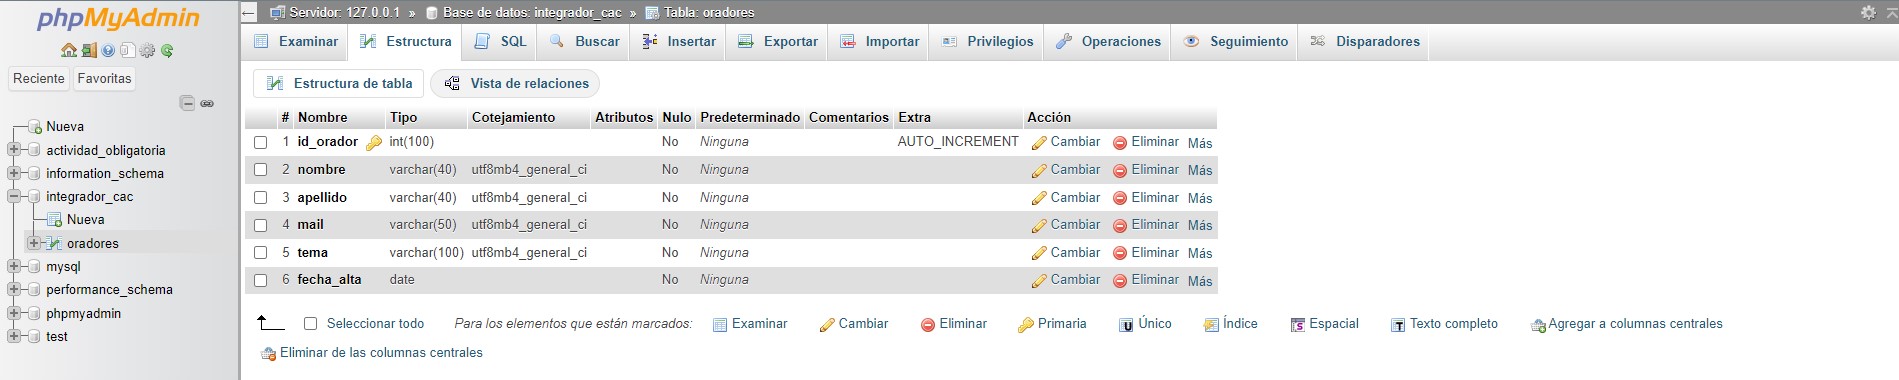 phpMyAdmin
Reciente Favoritas
Nueva
actividad_obligatoria
information_schema
integrador_cac
Nueva
oradores
mysql
performance_schema
phpmyadmin
test
Servidor: 127.0.0.1 » Base de datos: integrador_cac » Tabla: oradores
Examinar Estructura SQL Buscar Insertar Exportar Importar Privilegios Operaciones Seguimiento Disparadores
Estructura de tabla Vista de relaciones
# Nombre Tipo Cotejamiento Atributos Nulo Predeterminado Comentarios Extra Acción
1 id_orador int(100) No Ninguna AUTO_INCREMENT Cambiar Eliminar Más
2 nombre varchar(40) utf8mb4_general_ci No Ninguna Cambiar Eliminar Más
3 apellido varchar(40) utf8mb4_general_ci No Ninguna Cambiar Eliminar Más
4 mail varchar(50) utf8mb4_general_ci No Ninguna Cambiar Eliminar Más
5 tema varchar(100) utf8mb4_general_ci No Ninguna Cambiar Eliminar Más
6 fecha_alta date No Ninguna Cambiar Eliminar Más
Seleccionar todo Para los elementos que están marcados: Examinar Cambiar Eliminar Primaria Único Índice Espacial Texto completo Agregar a columnas centrales
Eliminar de las columnas centrales